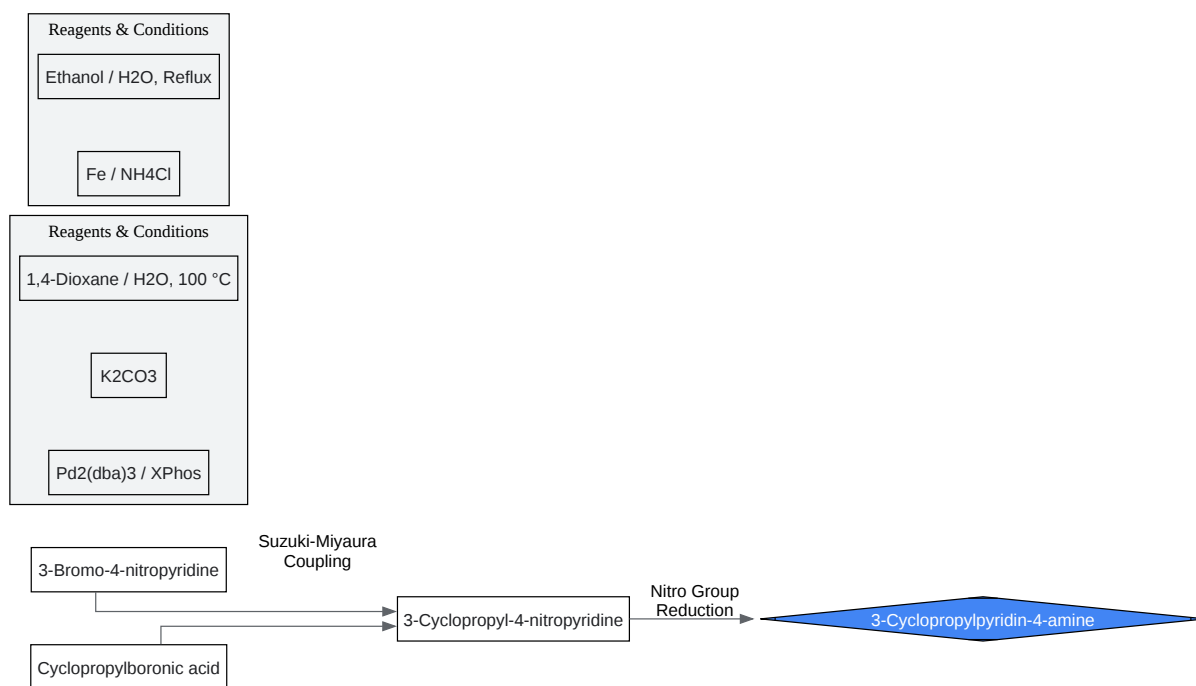 Reagents & Conditions
Ethanol / H2O, Reflux
Fe / NH4Cl
Reagents & Conditions
1,4-Dioxane / H2O, 100 °C
K2CO3
Pd2(dba)3 / XPhos
Suzuki-Miyaura
Coupling
3-Bromo-4-nitropyridine
Nitro Group
Reduction
3-Cyclopropyl-4-nitropyridine
3-Cyclopropylpyridin-4-amine
Cyclopropylboronic acid